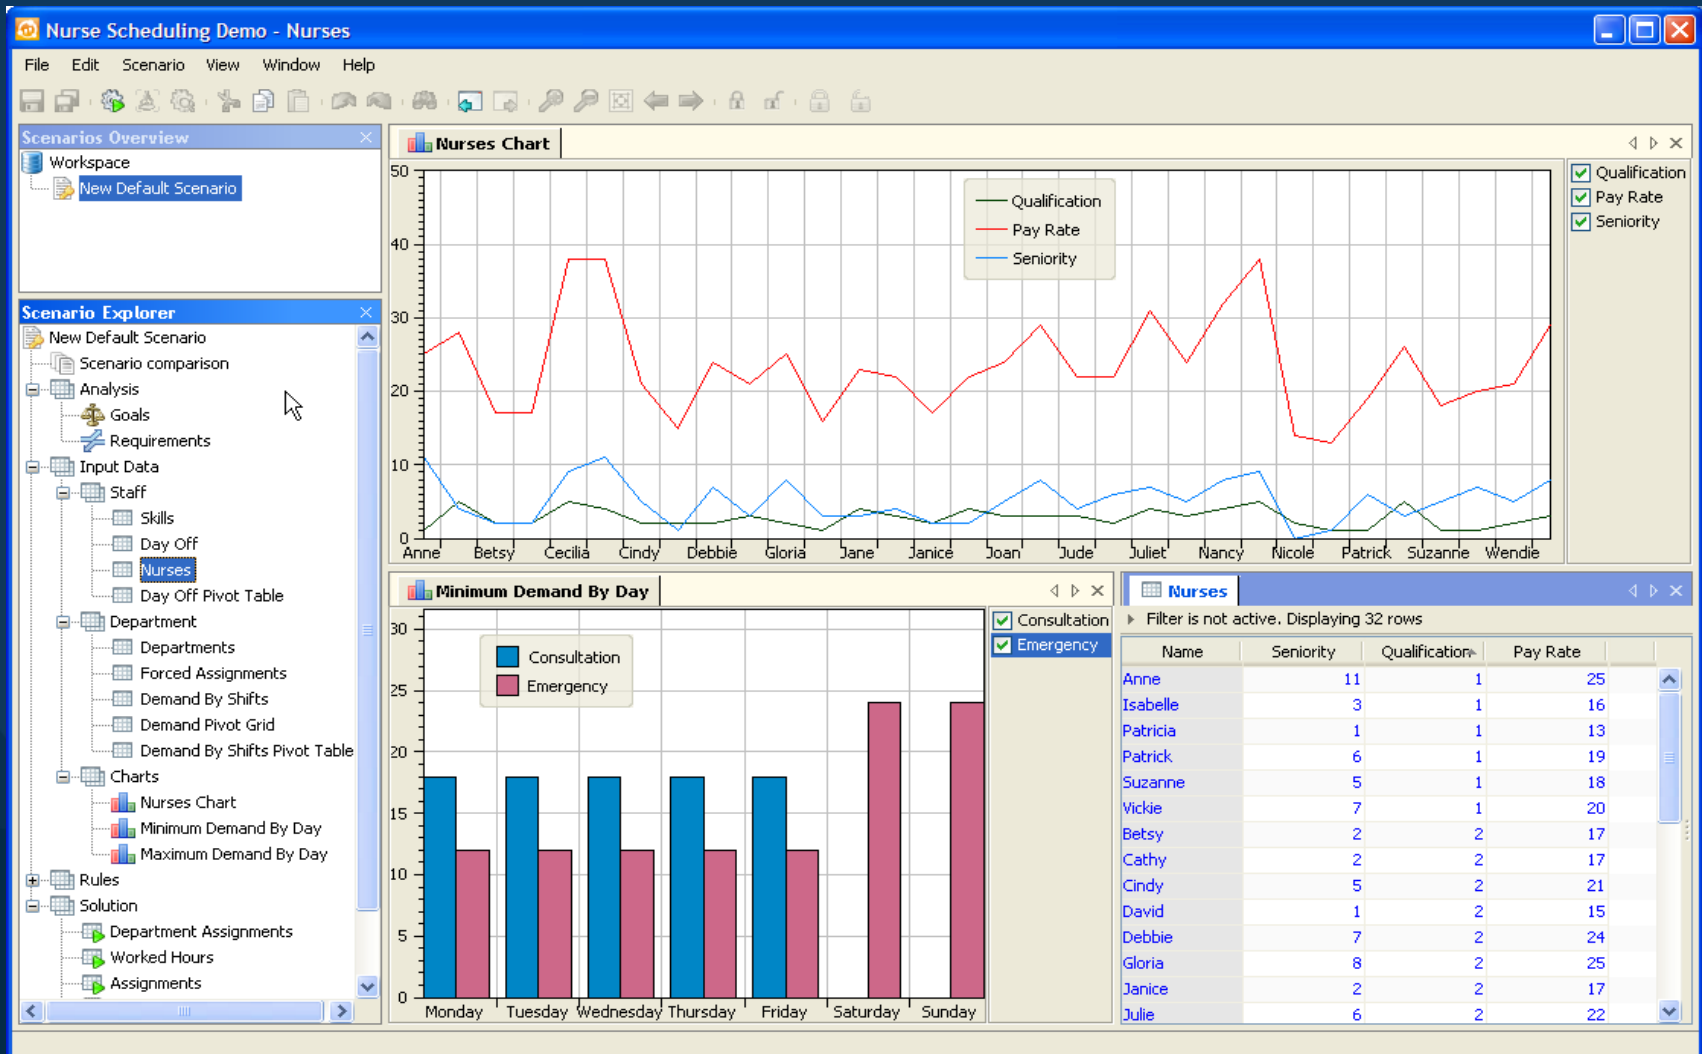 Nurse Scheduling Demo - Nurses
File Edit Scenario View Window Help
Scenarios Overview
Workspace
New Default Scenario
Scenario Explorer
New Default Scenario
Scenario comparison
Analysis
Goals
Requirements
Input Data
Staff
Skills
Day Off
Nurses
Day Off Pivot Table
Department
Departments
Forced Assignments
Demand By Shifts
Demand Pivot Grid
Demand By Shifts Pivot Table
Charts
Nurses Chart
Minimum Demand By Day
Maximum Demand By Day
Rules
Solution
Department Assignments
Worked Hours
Assignments
Nurses Chart
50
40
30
20
10
0
Qualification
Pay Rate
Seniority
Anne Betsy Cecilia Cindy Debbie Gloria Jane Janice Joan Jude Juliet Nancy Nicole Patrick Suzanne Wendie
Qualification
Pay Rate
Seniority
Minimum Demand By Day
30
25
20
15
10
5
0
Consultation
Emergency
Monday Tuesday Wednesday Thursday Friday Saturday Sunday
Consultation
Emergency
Nurses
Filter is not active. Displaying 32 rows
Name Seniority Qualification Pay Rate
Anne 11 1 25
Isabelle 3 1 16
Patricia 1 1 13
Patrick 6 1 19
Suzanne 5 1 18
Vickie 7 1 20
Betsy 2 2 17
Cathy 2 2 17
Cindy 5 2 21
David 1 2 15
Debbie 7 2 24
Gloria 8 2 25
Janice 2 2 17
Julie 6 2 22